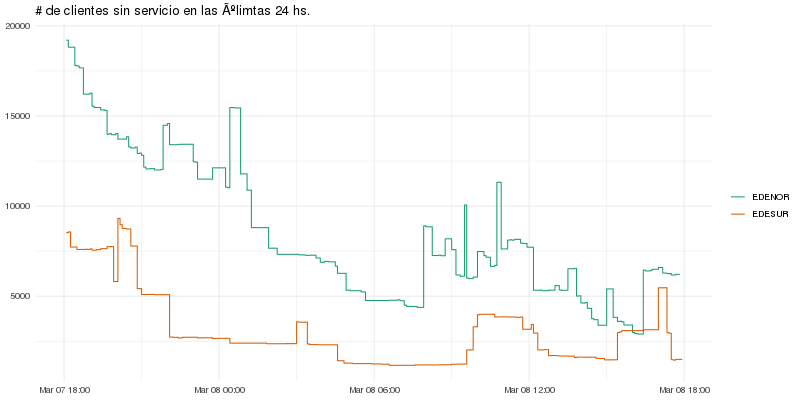 # de clientes sin servicio en las Ãºlimtas 24 hs.
20000
15000
10000
5000
Mar 07 18:00
Mar 08 00:00
Mar 08 06:00
Mar 08 12:00
Mar 08 18:00
EDENOR
EDESUR